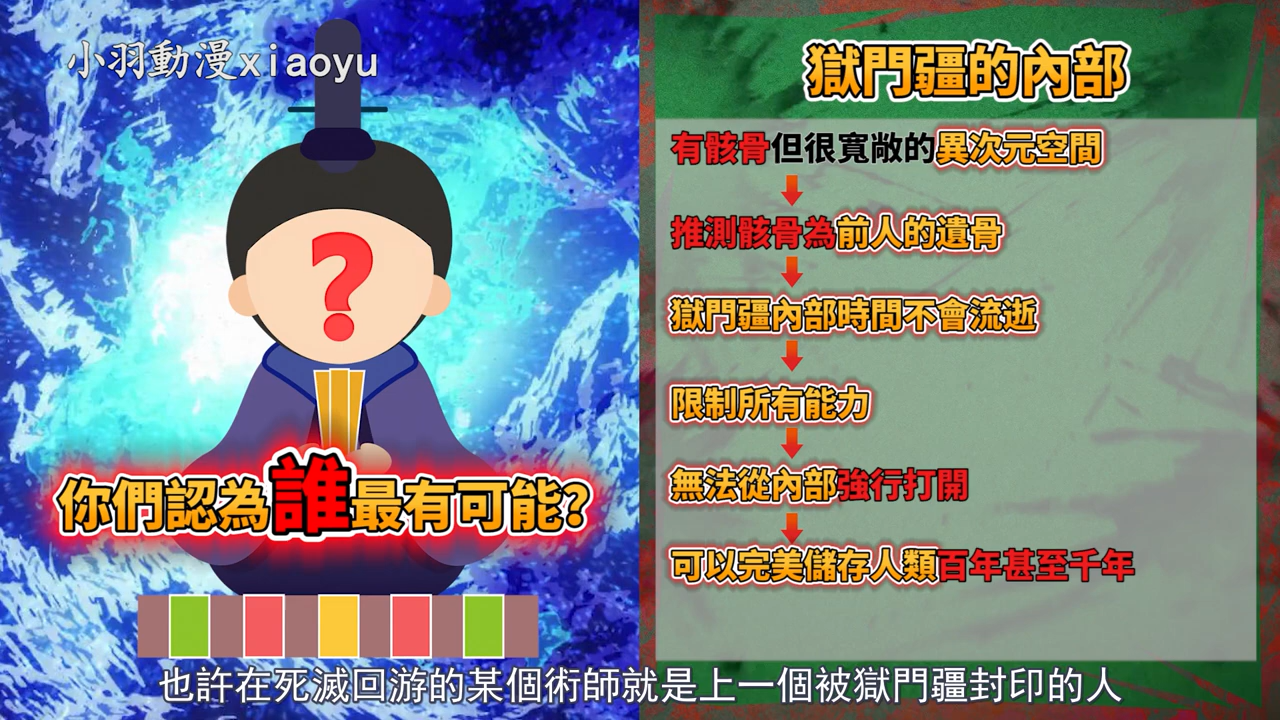 小羽動漫xiaoyu
?
你們認為誰最有可能?
獄門疆的內部
有骸骨但很寬敞的異次元空間
推測骸骨為前人的遺骨
獄門疆內部時間不會流逝
限制所有能力
無法從內部強行打開
可以完美儲存人類百年甚至千年
也許在死滅回游的某個術師就是上一個被獄門疆封印的人